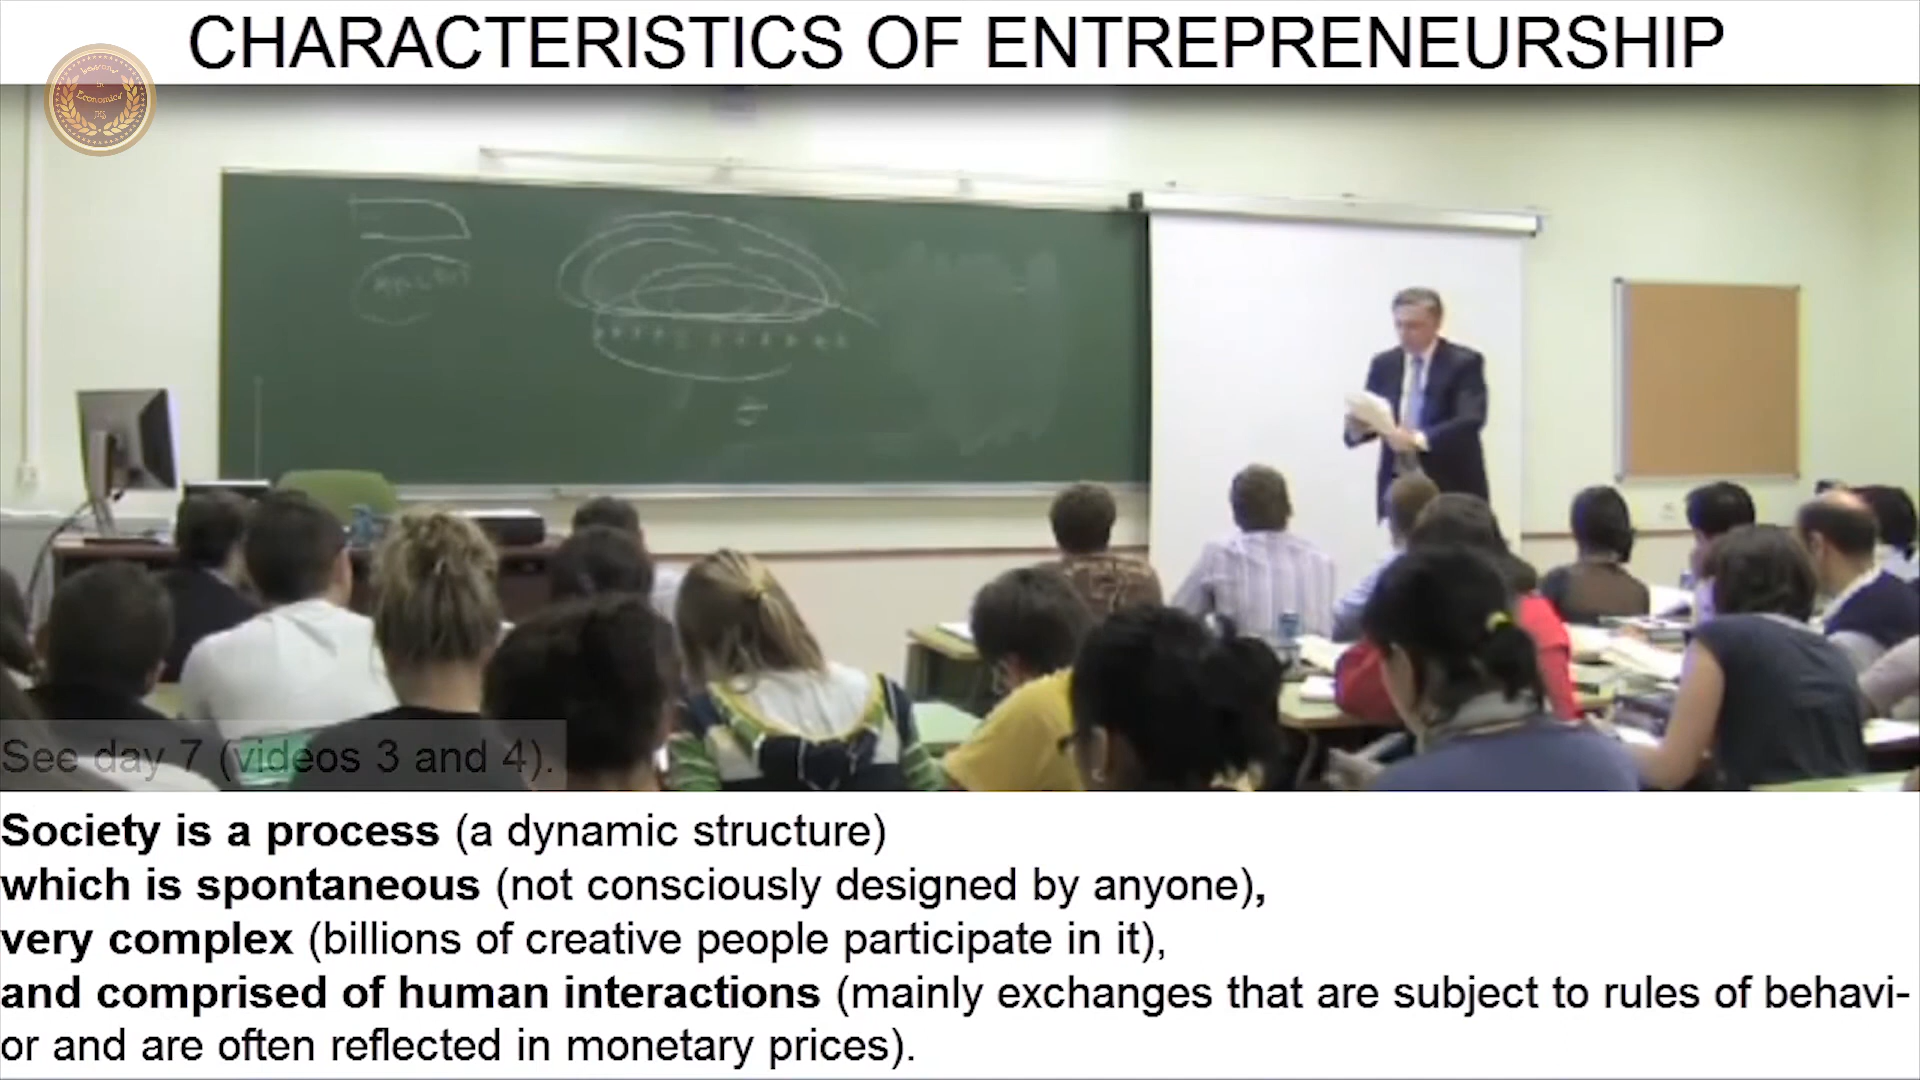 CHARACTERISTICS OF ENTREPRENEURSHIP
Economics
See day 7 (videos 3 and 4).
Society is a process (a dynamic structure)
which is spontaneous (not consciously designed by anyone),
very complex (billions of creative people participate in it),
and comprised of human interactions (mainly exchanges that are subject to rules of behavi-
or and are often reflected in monetary prices).